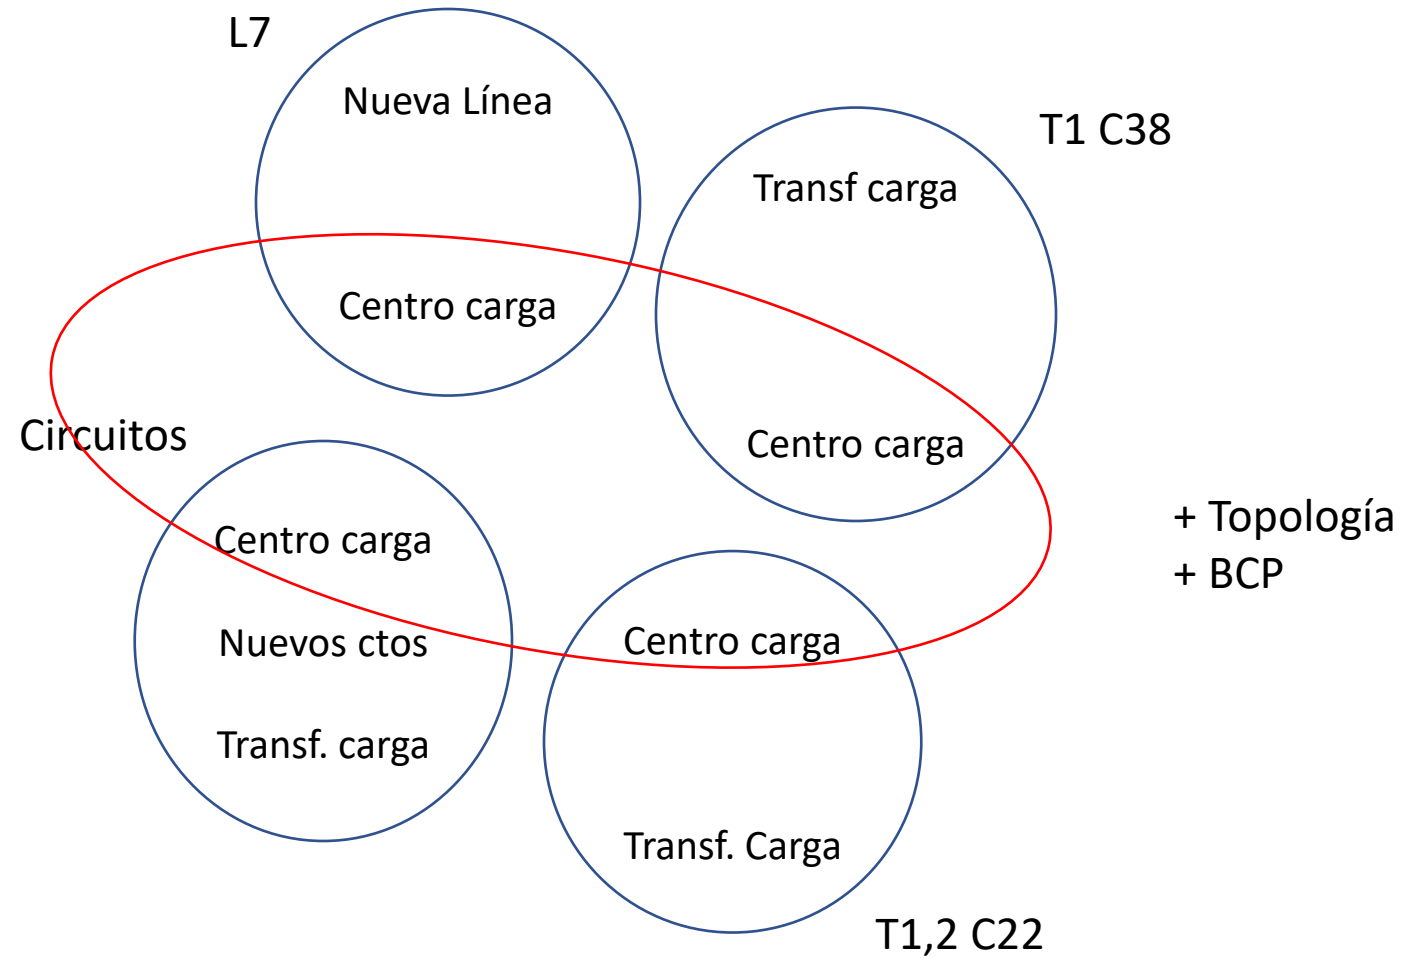 L7
Nueva Línea
Centro carga
T1 C38
Transf carga
Centro carga
Circuitos
Centro carga
Nuevos ctos
Transf. carga
Centro carga
Transf. Carga
T1,2 C22
+ Topología
+ BCP